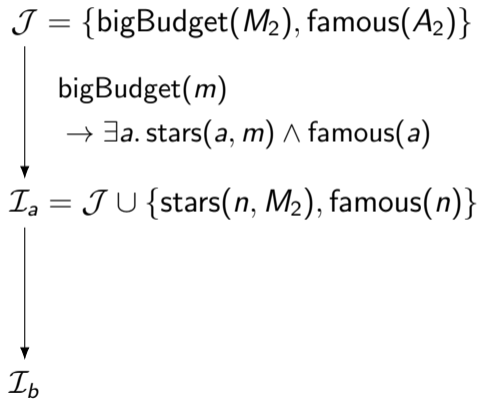 𝒥 = {bigBudget(M₂), famous(A₂)}
bigBudget(m)
→ ∃a. stars(a, m) ∧ famous(a)
ℐₐ = 𝒥 ∪ {stars(n, M₂), famous(n)}
ℐ_b